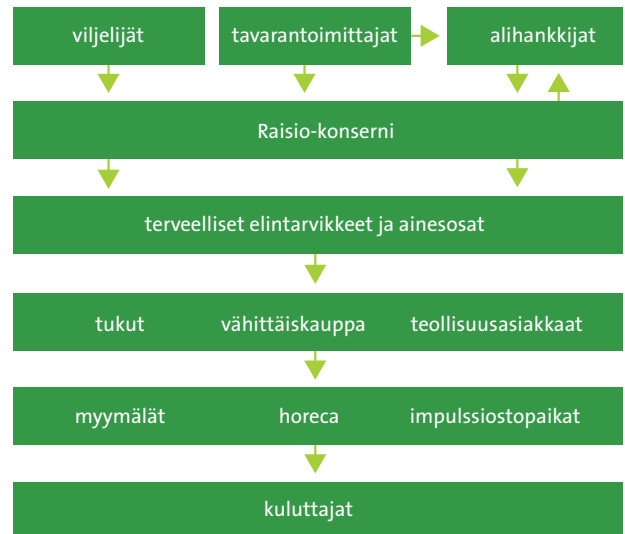 viljelijät tavarantoimittajat alihankkijat
Raisio-konserni
terveelliset elintarvikkeet ja ainesosat
tukut vähittäiskauppa teollisuusasiakkaat
myymälät horeca impulssiostopaikat
kuluttajat